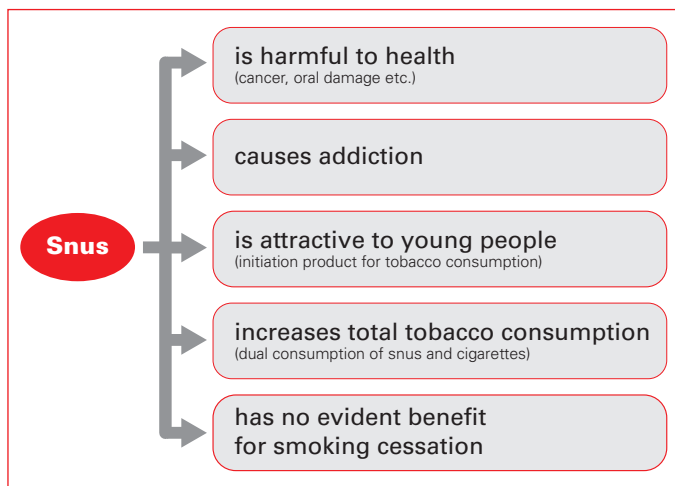 is harmful to health
(cancer, oral damage etc.)
causes addiction
Snus
is attractive to young people
(initiation product for tobacco consumption)
increases total tobacco consumption
(dual consumption of snus and cigarettes)
has no evident benefit
for smoking cessation